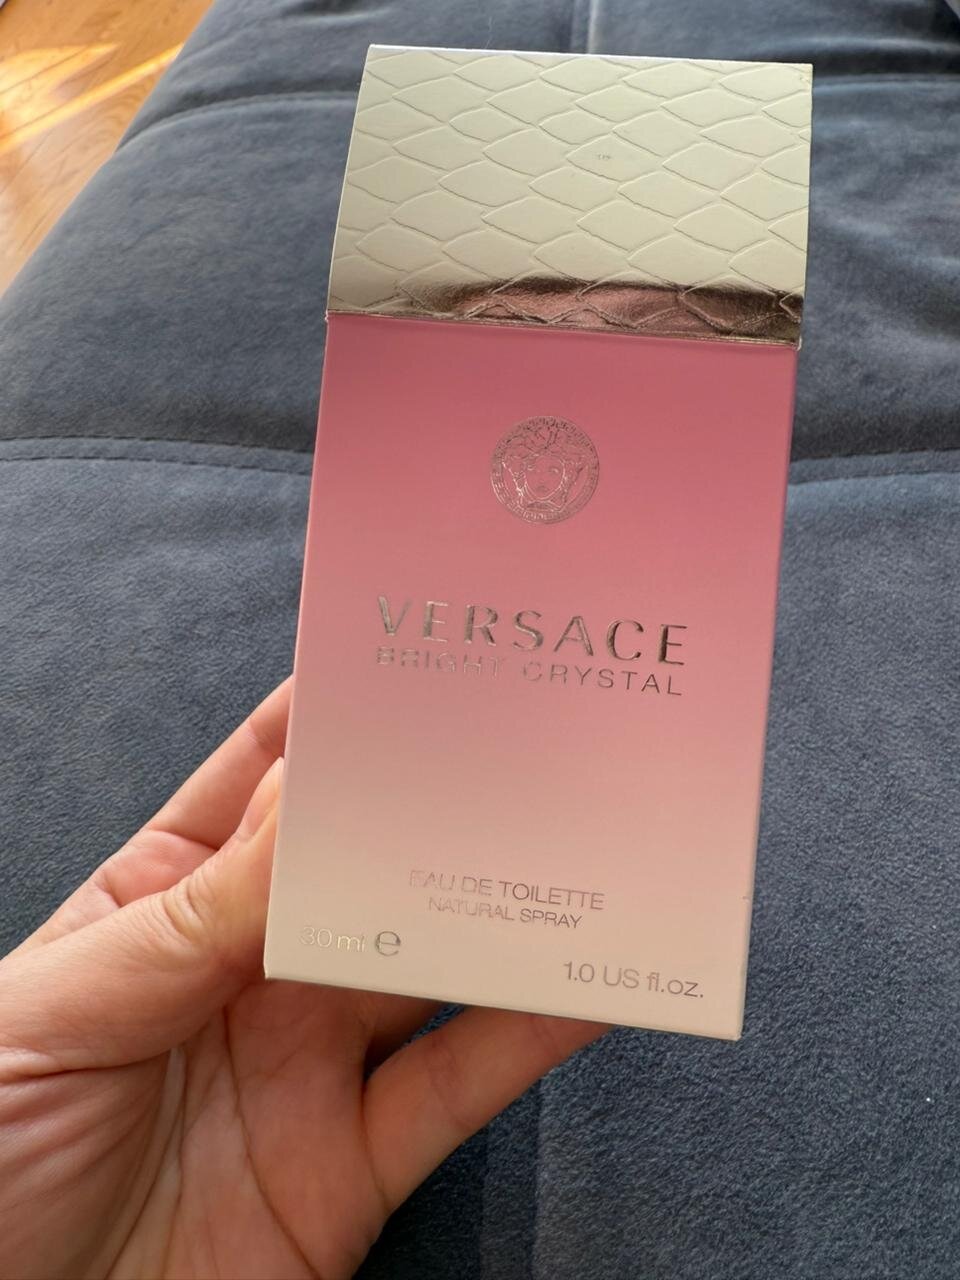 VERSACE
BRIGHT CRYSTAL
EAU DE TOILETTE
NATURAL SPRAY
30 ml ℮
1.0 US fl.oz.